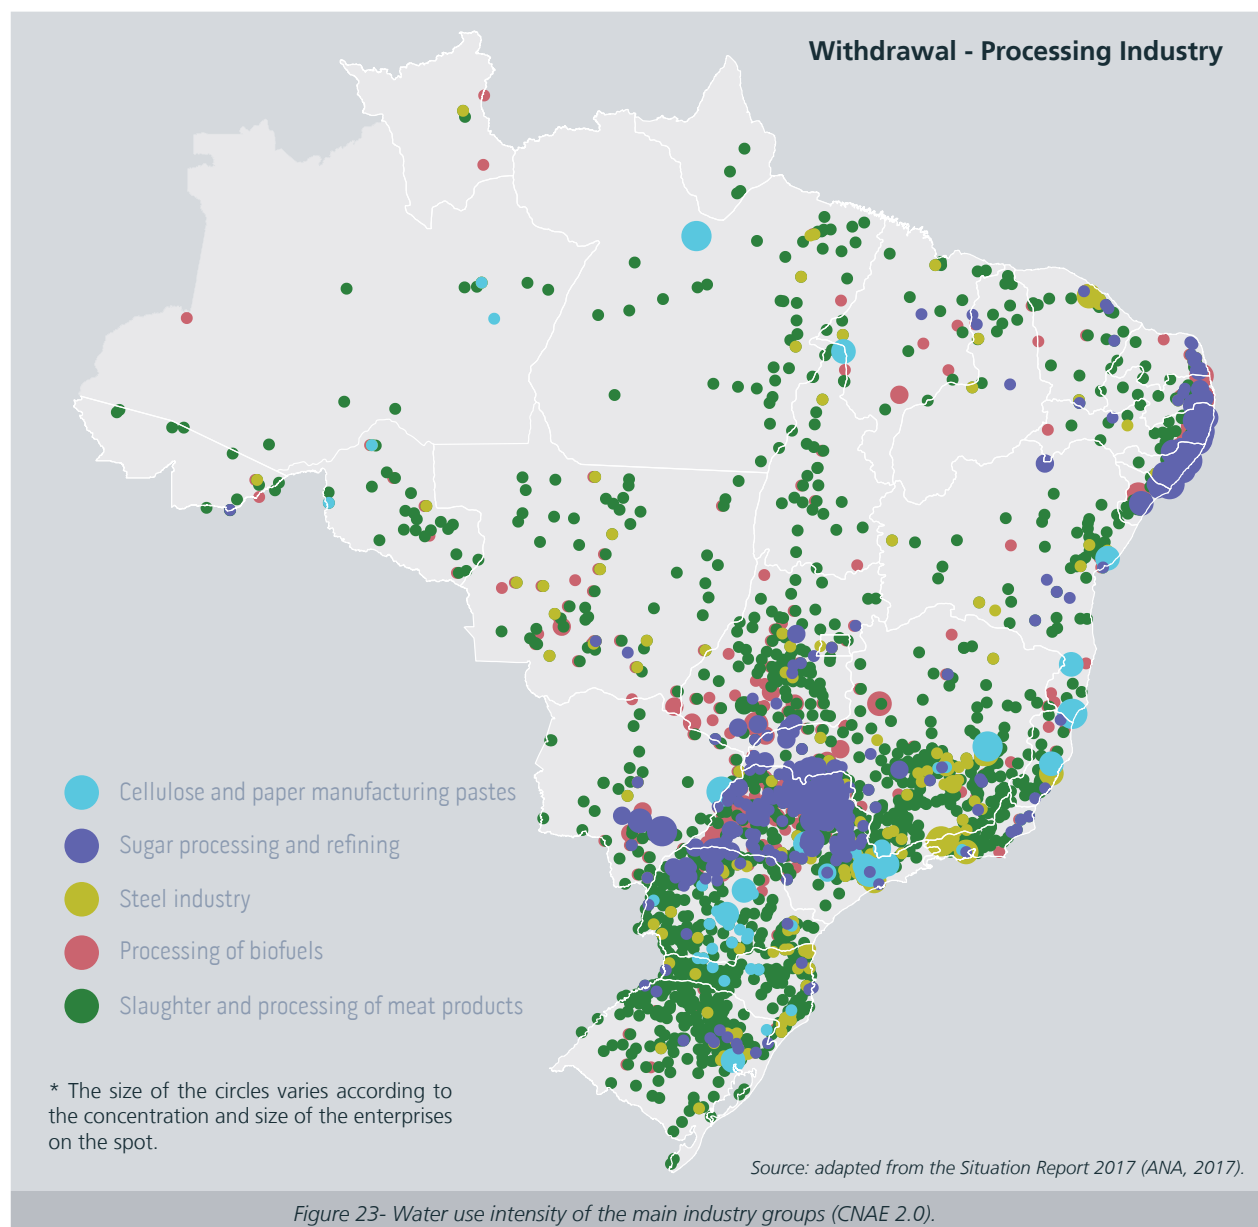 Withdrawal - Processing Industry
Cellulose and paper manufacturing pastes
Sugar processing and refining
Steel industry
Processing of biofuels
Slaughter and processing of meat products
* The size of the circles varies according to
the concentration and size of the enterprises
on the spot.
Source: adapted from the Situation Report 2017 (ANA, 2017).
Figure 23- Water use intensity of the main industry groups (CNAE 2.0).